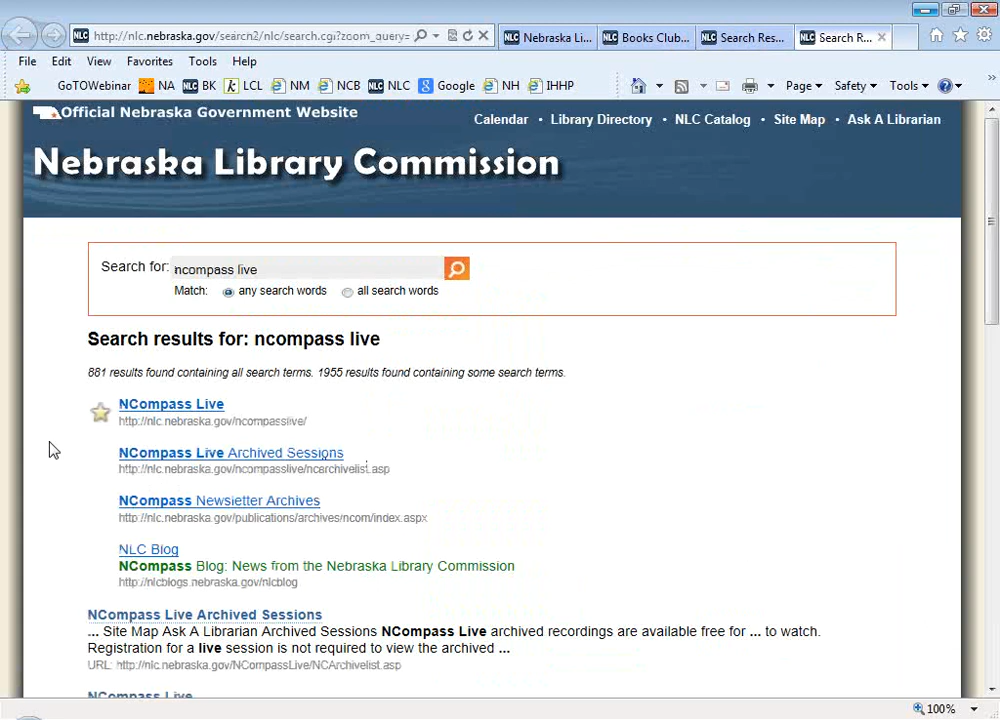 NLC http://nlc.nebraska.gov/search2/nlc/search.cgi?zoom_query=
NLC Nebraska Li...
NLC Books Club...
NLC Search Res...
NLC Search R...
File Edit View Favorites Tools Help
GoTOWebinar NA NLC BK k LCL NM NCB NLC NLC g Google NH IHHP
Page Safety Tools
Official Nebraska Government Website
Calendar • Library Directory • NLC Catalog • Site Map • Ask A Librarian
Nebraska Library Commission
Search for: ncompass live
Match: any search words all search words
Search results for: ncompass live
881 results found containing all search terms. 1955 results found containing some search terms.
NCompass Live
http://nlc.nebraska.gov/ncompasslive/
NCompass Live Archived Sessions
http://nlc.nebraska.gov/ncompasslive/ncarchivelist.asp
NCompass Newsletter Archives
http://nlc.nebraska.gov/publications/archives/ncom/index.aspx
NLC Blog
NCompass Blog: News from the Nebraska Library Commission
http://nlcblogs.nebraska.gov/nlcblog
NCompass Live Archived Sessions
... Site Map Ask A Librarian Archived Sessions NCompass Live archived recordings are available free for ... to watch.
Registration for a live session is not required to view the archived ...
URL: http://nlc.nebraska.gov/NCompassLive/NCArchivelist.asp
NCompass Live
100%